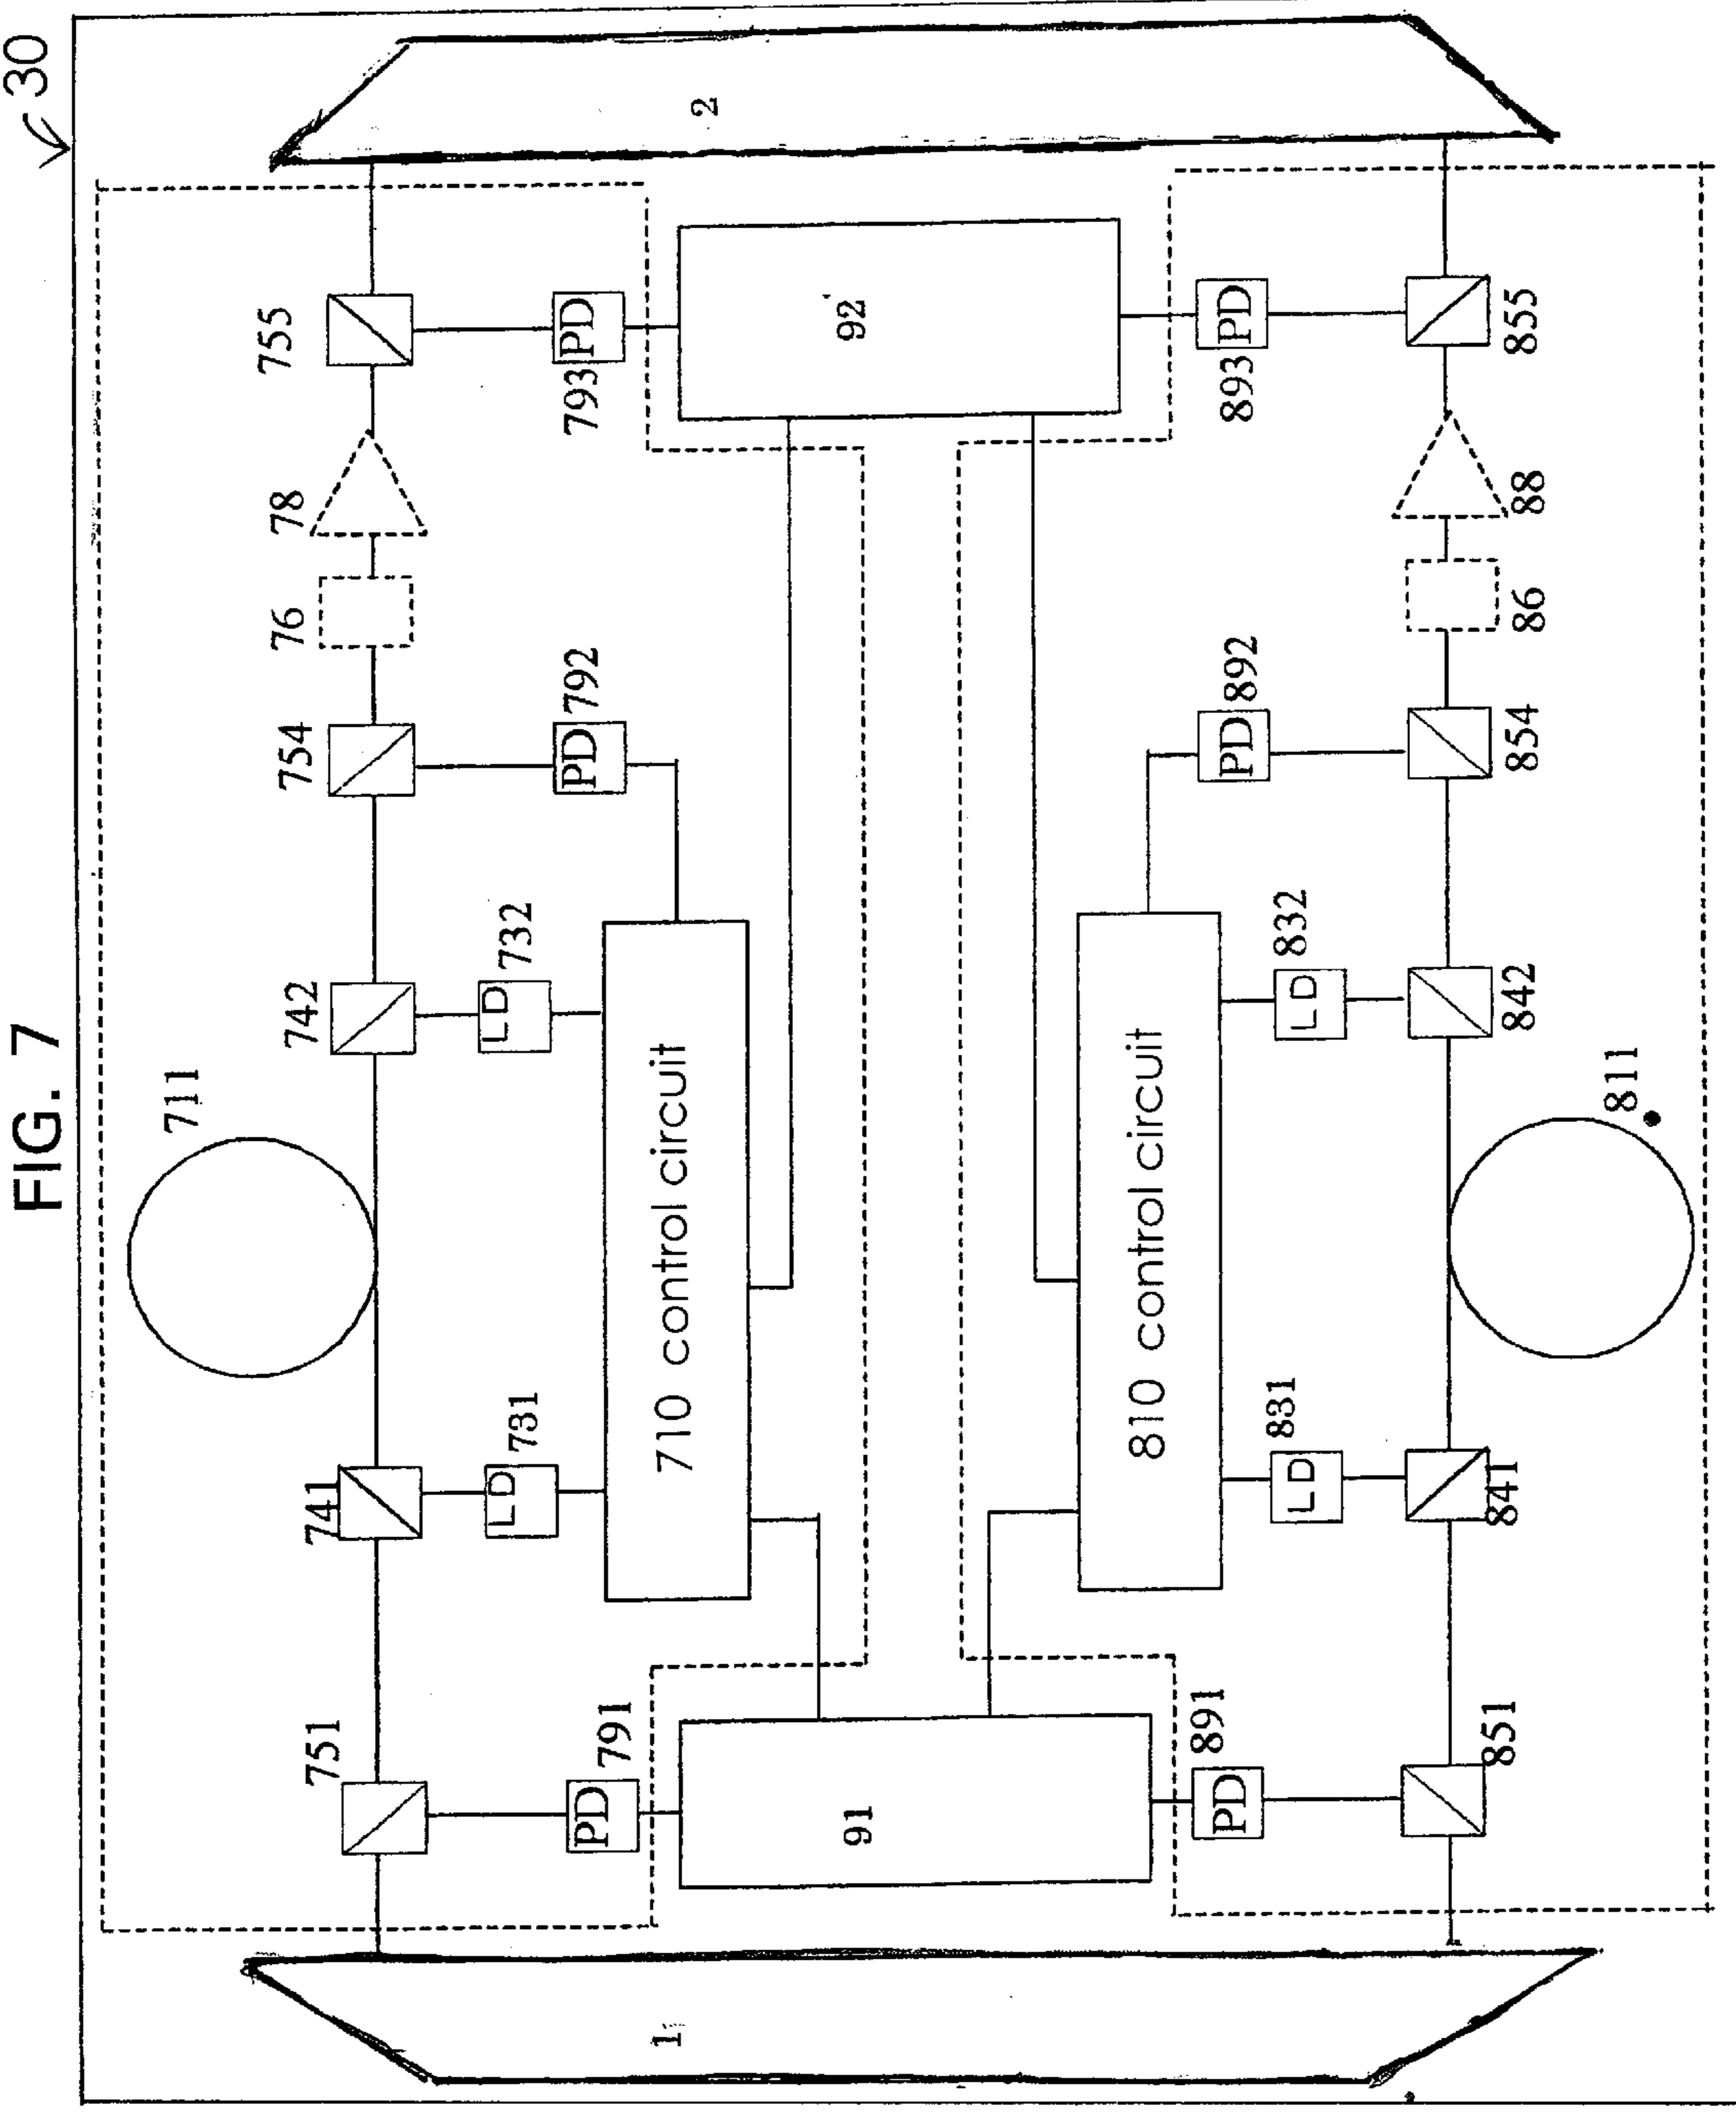 FIG. 7
30
711
751
741
742
754
76
78
755
LD 731
LD 732
PD 792
PD 791
PD 793
710 control circuit
1
91
92
2
810 control circuit
PD 891
LD 831
LD 832
PD 892
PD 893
851
841
842
854
86
88
855
811